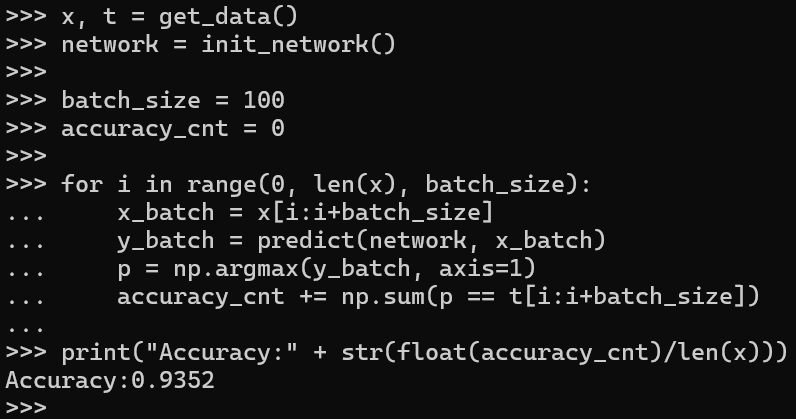 >>> x, t = get_data()
>>> network = init_network()
>>>
>>> batch_size = 100
>>> accuracy_cnt = 0
>>>
>>> for i in range(0, len(x), batch_size):
...     x_batch = x[i:i+batch_size]
...     y_batch = predict(network, x_batch)
...     p = np.argmax(y_batch, axis=1)
...     accuracy_cnt += np.sum(p == t[i:i+batch_size])
...
>>> print("Accuracy:" + str(float(accuracy_cnt)/len(x)))
Accuracy:0.9352
>>>